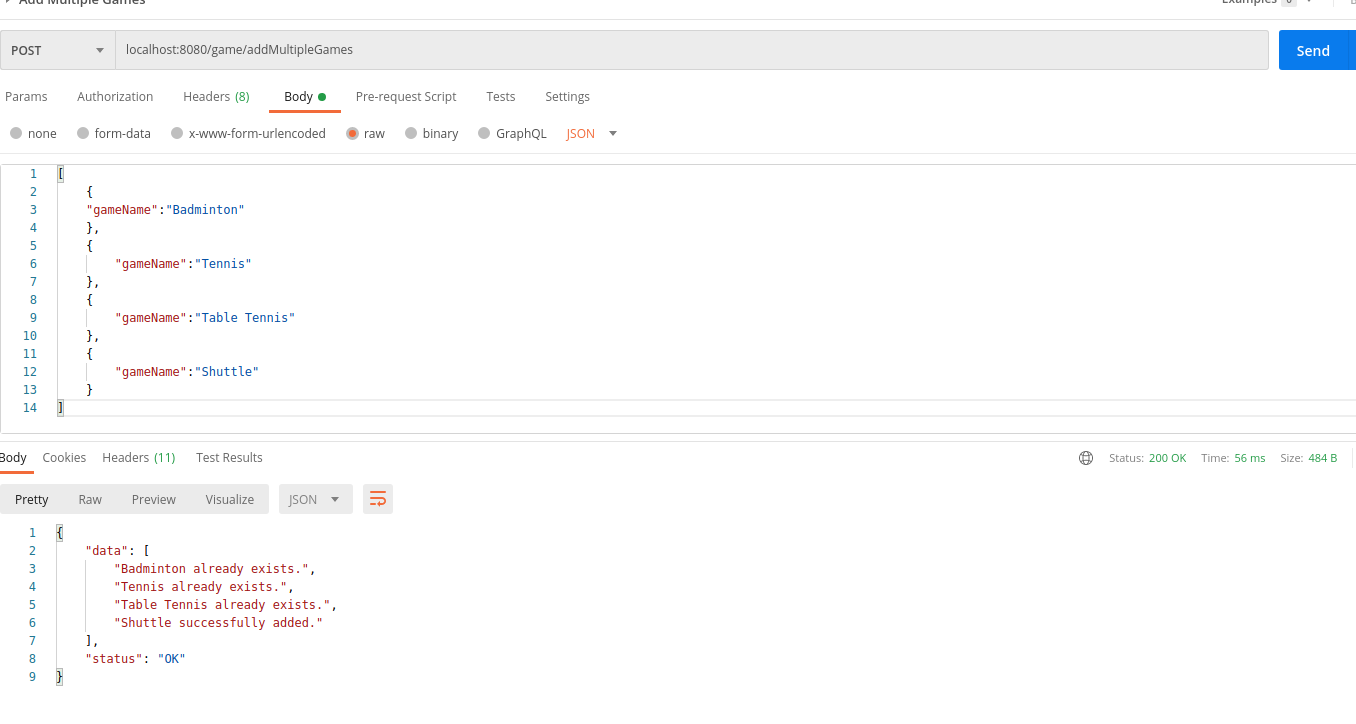 Add Multiple Games Examples 0
POST localhost:8080/game/addMultipleGames Send
Params Authorization Headers (8) Body Pre-request Script Tests Settings
none form-data x-www-form-urlencoded raw binary GraphQL JSON
1 [
2 {
3 "gameName":"Badminton"
4 },
5 {
6 "gameName":"Tennis"
7 },
8 {
9 "gameName":"Table Tennis"
10 },
11 {
12 "gameName":"Shuttle"
13 }
14 ]
Body Cookies Headers (11) Test Results Status: 200 OK Time: 56 ms Size: 484 B
Pretty Raw Preview Visualize JSON
1 {
2 "data": [
3 "Badminton already exists.",
4 "Tennis already exists.",
5 "Table Tennis already exists.",
6 "Shuttle successfully added."
7 ],
8 "status": "OK"
9 }